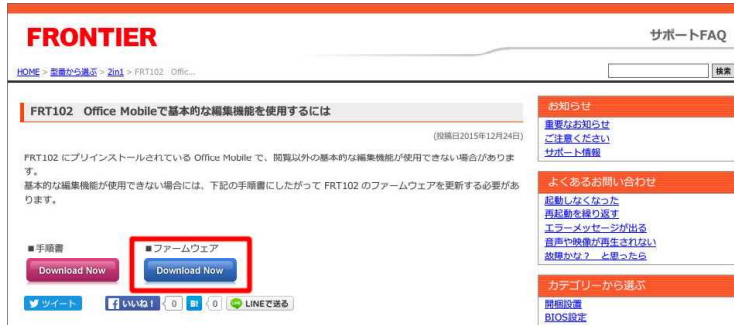 FRONTIER
サポートFAQ
HOME > 型番から選ぶ > 2in1 > FRT102 Offic...
検索
FRT102 Office Mobileで基本的な編集機能を使用するには
(投稿日2015年12月24日)
FRT102 にプリインストールされている Office Mobile で、閲覧以外の基本的な編集機能が使用できない場合がありま
す。
基本的な編集機能が使用できない場合には、下記の手順書にしたがって FRT102 のファームウェアを更新する必要があ
ります。
■手順書
■ファームウェア
Download Now
Download Now
ツイート
いいね！
0
B!
0
LINEで送る
お知らせ
重要なお知らせ
ご注意ください
サポート情報
よくあるお問い合わせ
起動しなくなった
再起動を繰り返す
エラーメッセージが出る
音声や映像が再生されない
故障かな？ と思ったら
カテゴリーから選ぶ
開梱設置
BIOS設定